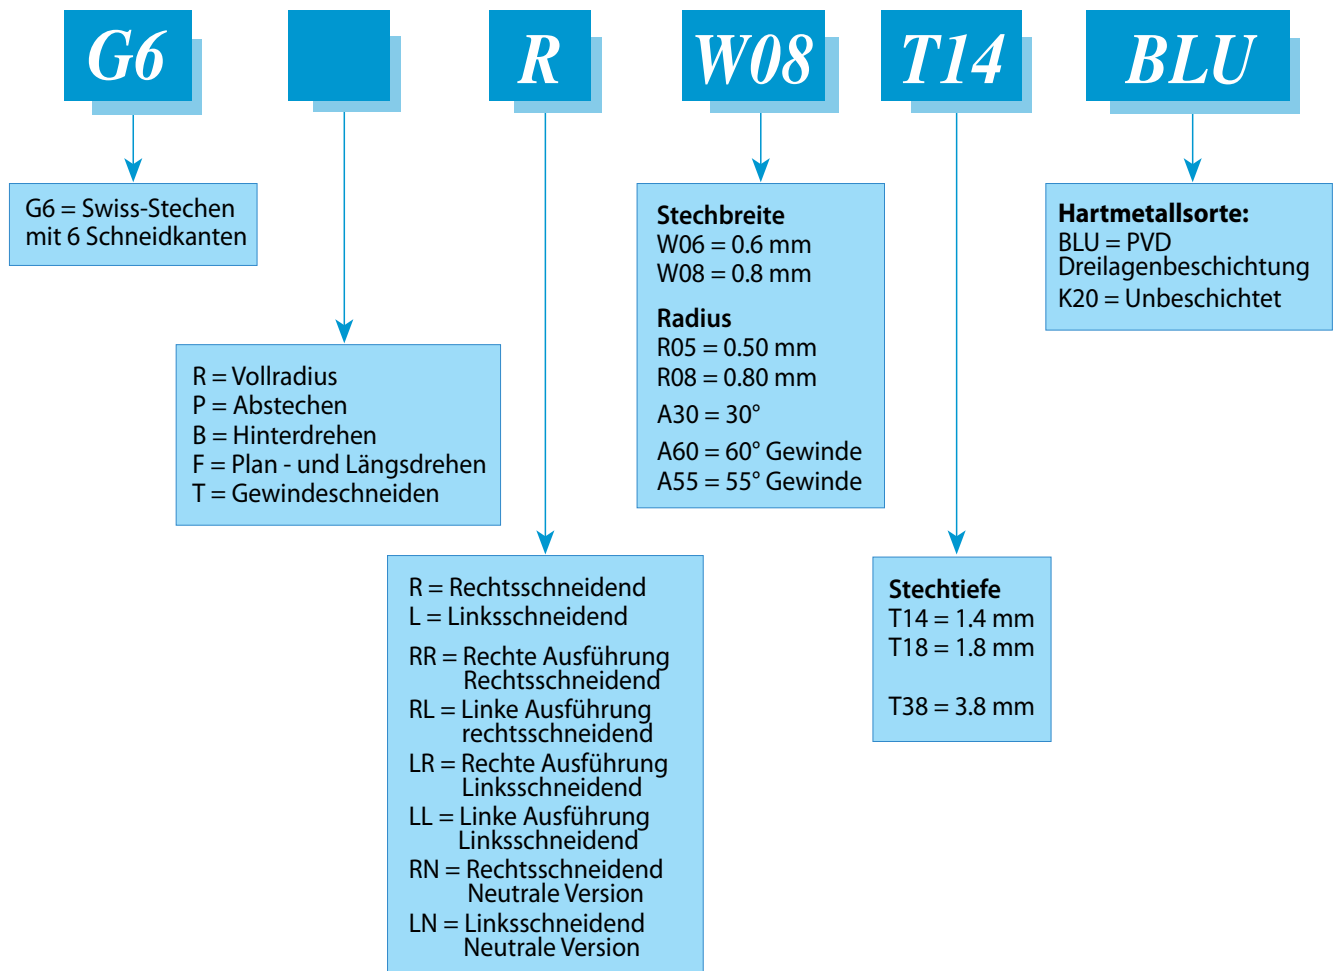 G6 R W08 T14 BLU
G6 = Swiss-Stechen
mit 6 Schneidkanten
R = Vollradius
P = Abstechen
B = Hinterdrehen
F = Plan - und Längsdrehen
T = Gewindeschneiden
R = Rechtsschneidend
L = Linksschneidend
RR = Rechte Ausführung
Rechtsschneidend
RL = Linke Ausführung
rechtsschneidend
LR = Rechte Ausführung
Linksschneidend
LL = Linke Ausführung
Linksschneidend
RN = Rechtsschneidend
Neutrale Version
LN = Linksschneidend
Neutrale Version
Stechbreite
W06 = 0.6 mm
W08 = 0.8 mm
Radius
R05 = 0.50 mm
R08 = 0.80 mm
A30 = 30°
A60 = 60° Gewinde
A55 = 55° Gewinde
Stechtiefe
T14 = 1.4 mm
T18 = 1.8 mm
T38 = 3.8 mm
Hartmetallsorte:
BLU = PVD
Dreilagenbeschichtung
K20 = Unbeschichtet